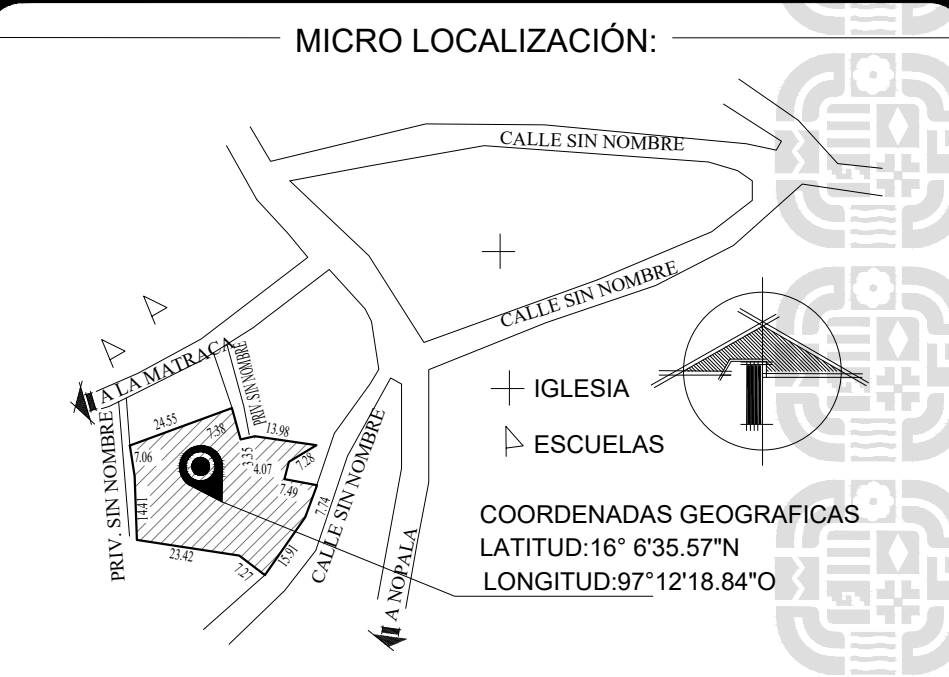 MICRO LOCALIZACIÓN:
CALLE SIN NOMBRE
CALLE SIN NOMBRE
A LA MATRACA
PRIV. SIN NOMBRE
24.55
7.38
13.98
3.35
4.07
7.28
7.49
7.06
14.41
23.42
7.27
15.91
7.74
PRIV. SIN NOMBRE
CALLE SIN NOMBRE
A NOPALA
IGLESIA
ESCUELAS
COORDENADAS GEOGRAFICAS
LATITUD:16° 6'35.57"N
LONGITUD:97°12'18.84"O